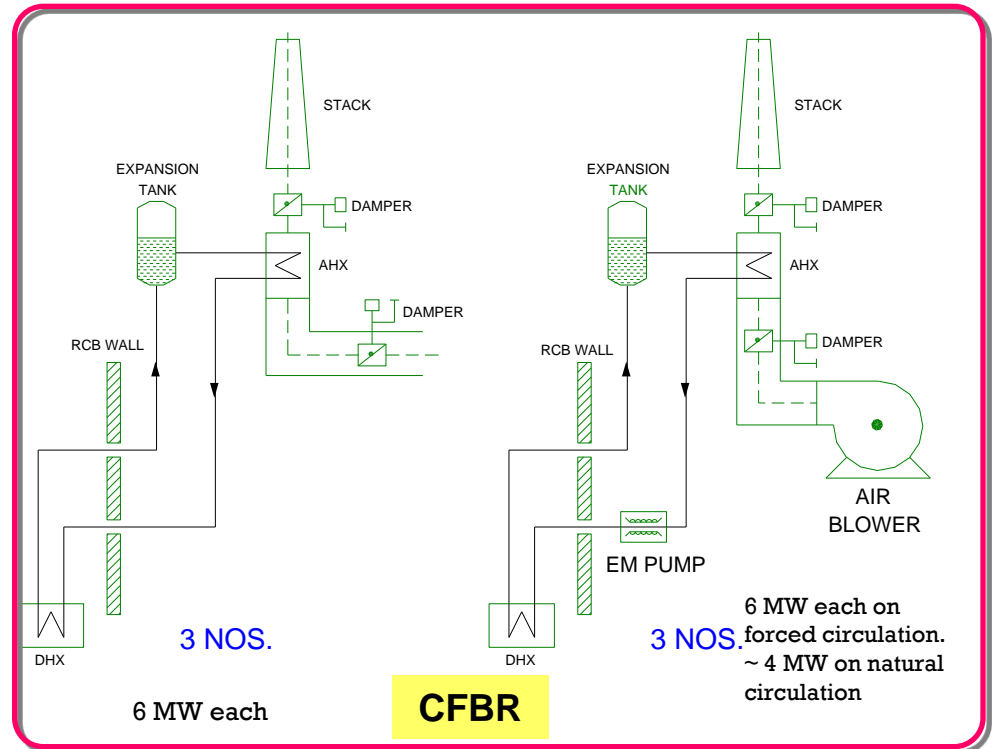 STACK
EXPANSION
TANK
DAMPER
AHX
DAMPER
RCB WALL
DHX
3 NOS.
6 MW each
STACK
EXPANSION
TANK
DAMPER
AHX
DAMPER
RCB WALL
AIR
BLOWER
EM PUMP
DHX
3 NOS.
6 MW each on
forced circulation.
~ 4 MW on natural
circulation
CFBR